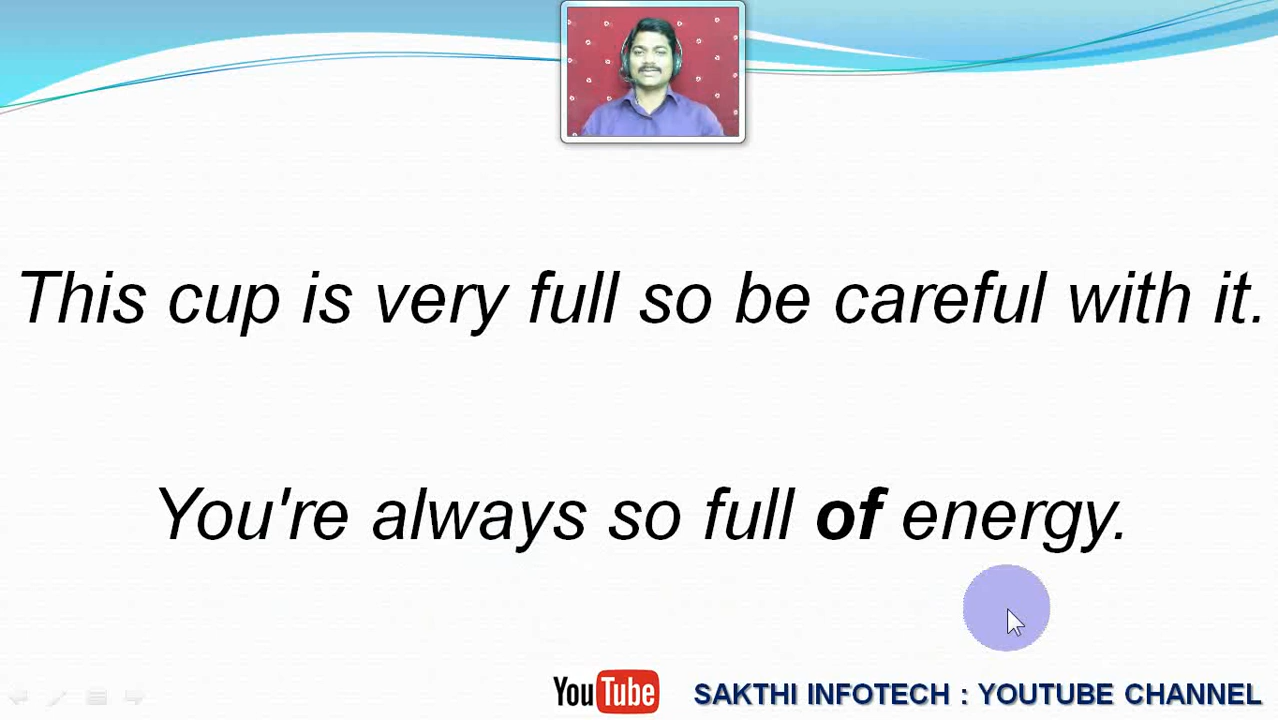 This cup is very full so be careful with it.
You're always so full of energy.
YouTube SAKTHI INFOTECH : YOUTUBE CHANNEL